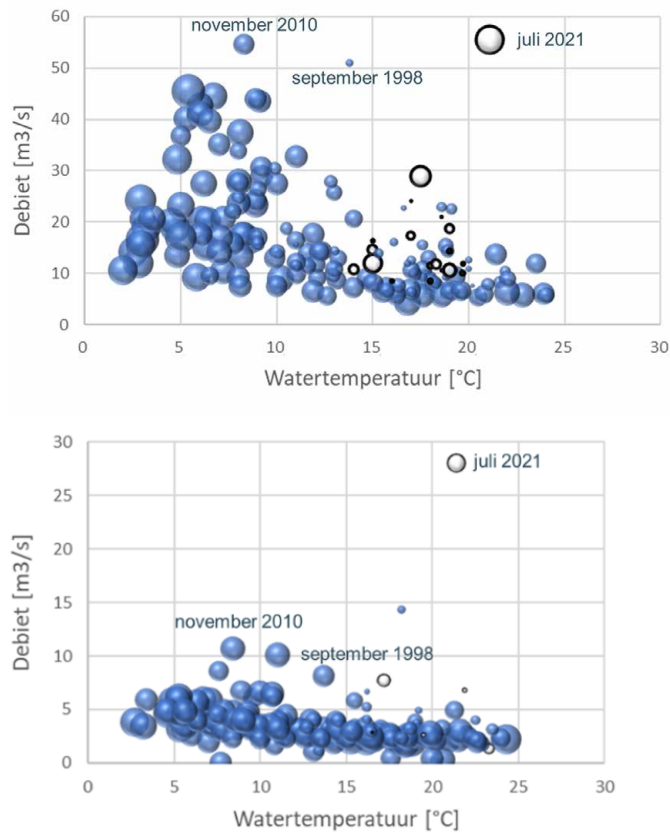 60
november 2010
juli 2021
50
september 1998
40
30
20
10
0
Debiet [m3/s]
0 5 10 15 20 25 30
Watertemperatuur [°C]
30
juli 2021
25
20
15
november 2010
september 1998
10
5
0
Debiet [m3/s]
0 5 10 15 20 25 30
Watertemperatuur [°C]